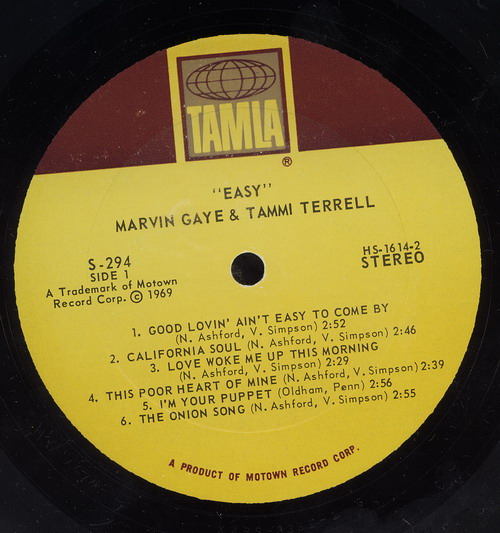 TAMLA
®
"EASY"
MARVIN GAYE & TAMMI TERRELL
S-294
SIDE 1
A Trademark of Motown
Record Corp. © 1969
HS-1614-2
STEREO
1. GOOD LOVIN' AIN'T EASY TO COME BY
(N. Ashford, V. Simpson) 2:52
2. CALIFORNIA SOUL (N. Ashford, V. Simpson) 2:46
3. LOVE WOKE ME UP THIS MORNING
(N. Ashford, V. Simpson) 2:29
4. THIS POOR HEART OF MINE (N. Ashford, V. Simpson) 2:39
5. I'M YOUR PUPPET (Oldham, Penn) 2:56
6. THE ONION SONG (N. Ashford, V. Simpson) 2:55
A PRODUCT OF MOTOWN RECORD CORP.